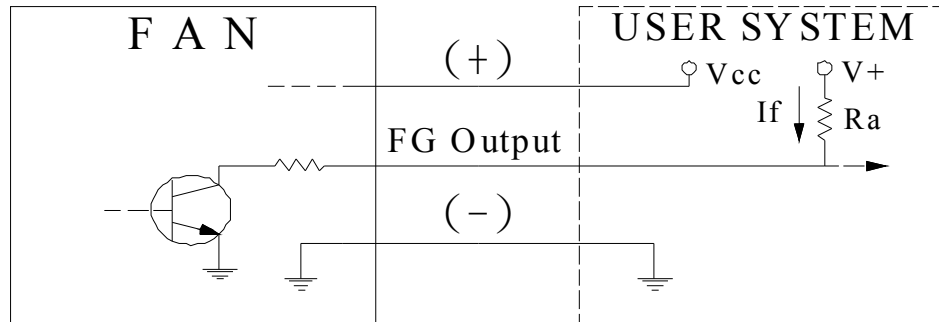 F A N
USER SYSTEM
(+)
Vcc
V+
If
Ra
FG Output
(-)